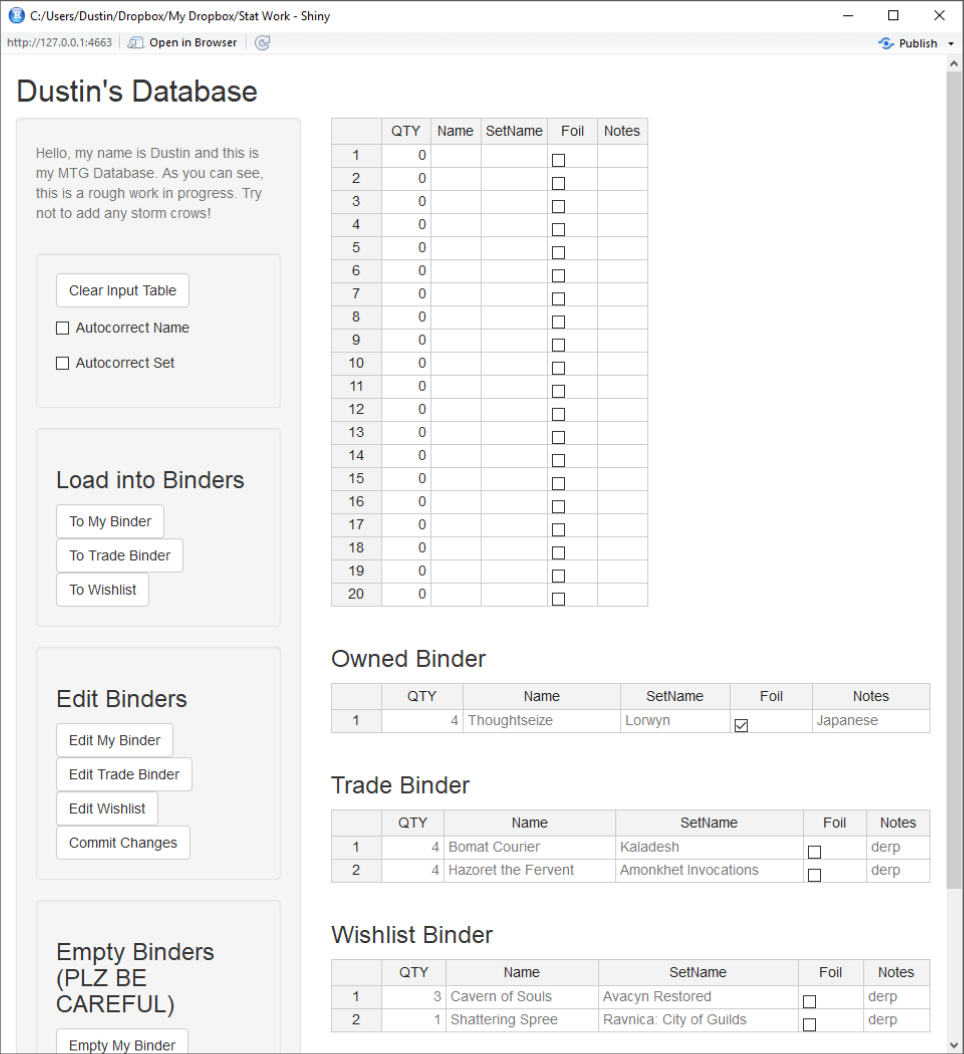 C:/Users/Dustin/Dropbox/My Dropbox/Stat Work - Shiny
http://127.0.0.1:4663 Open in Browser Publish
Dustin's Database
Hello, my name is Dustin and this is
my MTG Database. As you can see,
this is a rough work in progress. Try
not to add any storm crows!
Clear Input Table
Autocorrect Name
Autocorrect Set
Load into Binders
To My Binder
To Trade Binder
To Wishlist
Edit Binders
Edit My Binder
Edit Trade Binder
Edit Wishlist
Commit Changes
Empty Binders
(PLZ BE
CAREFUL)
Empty My Binder
QTY Name SetName Foil Notes
1 0
2 0
3 0
4 0
5 0
6 0
7 0
8 0
9 0
10 0
11 0
12 0
13 0
14 0
15 0
16 0
17 0
18 0
19 0
20 0
Owned Binder
QTY Name SetName Foil Notes
1 4 Thoughtseize Lorwyn Japanese
Trade Binder
QTY Name SetName Foil Notes
1 4 Bomat Courier Kaladesh derp
2 4 Hazoret the Fervent Amonkhet Invocations derp
Wishlist Binder
QTY Name SetName Foil Notes
1 3 Cavern of Souls Avacyn Restored derp
2 1 Shattering Spree Ravnica: City of Guilds derp